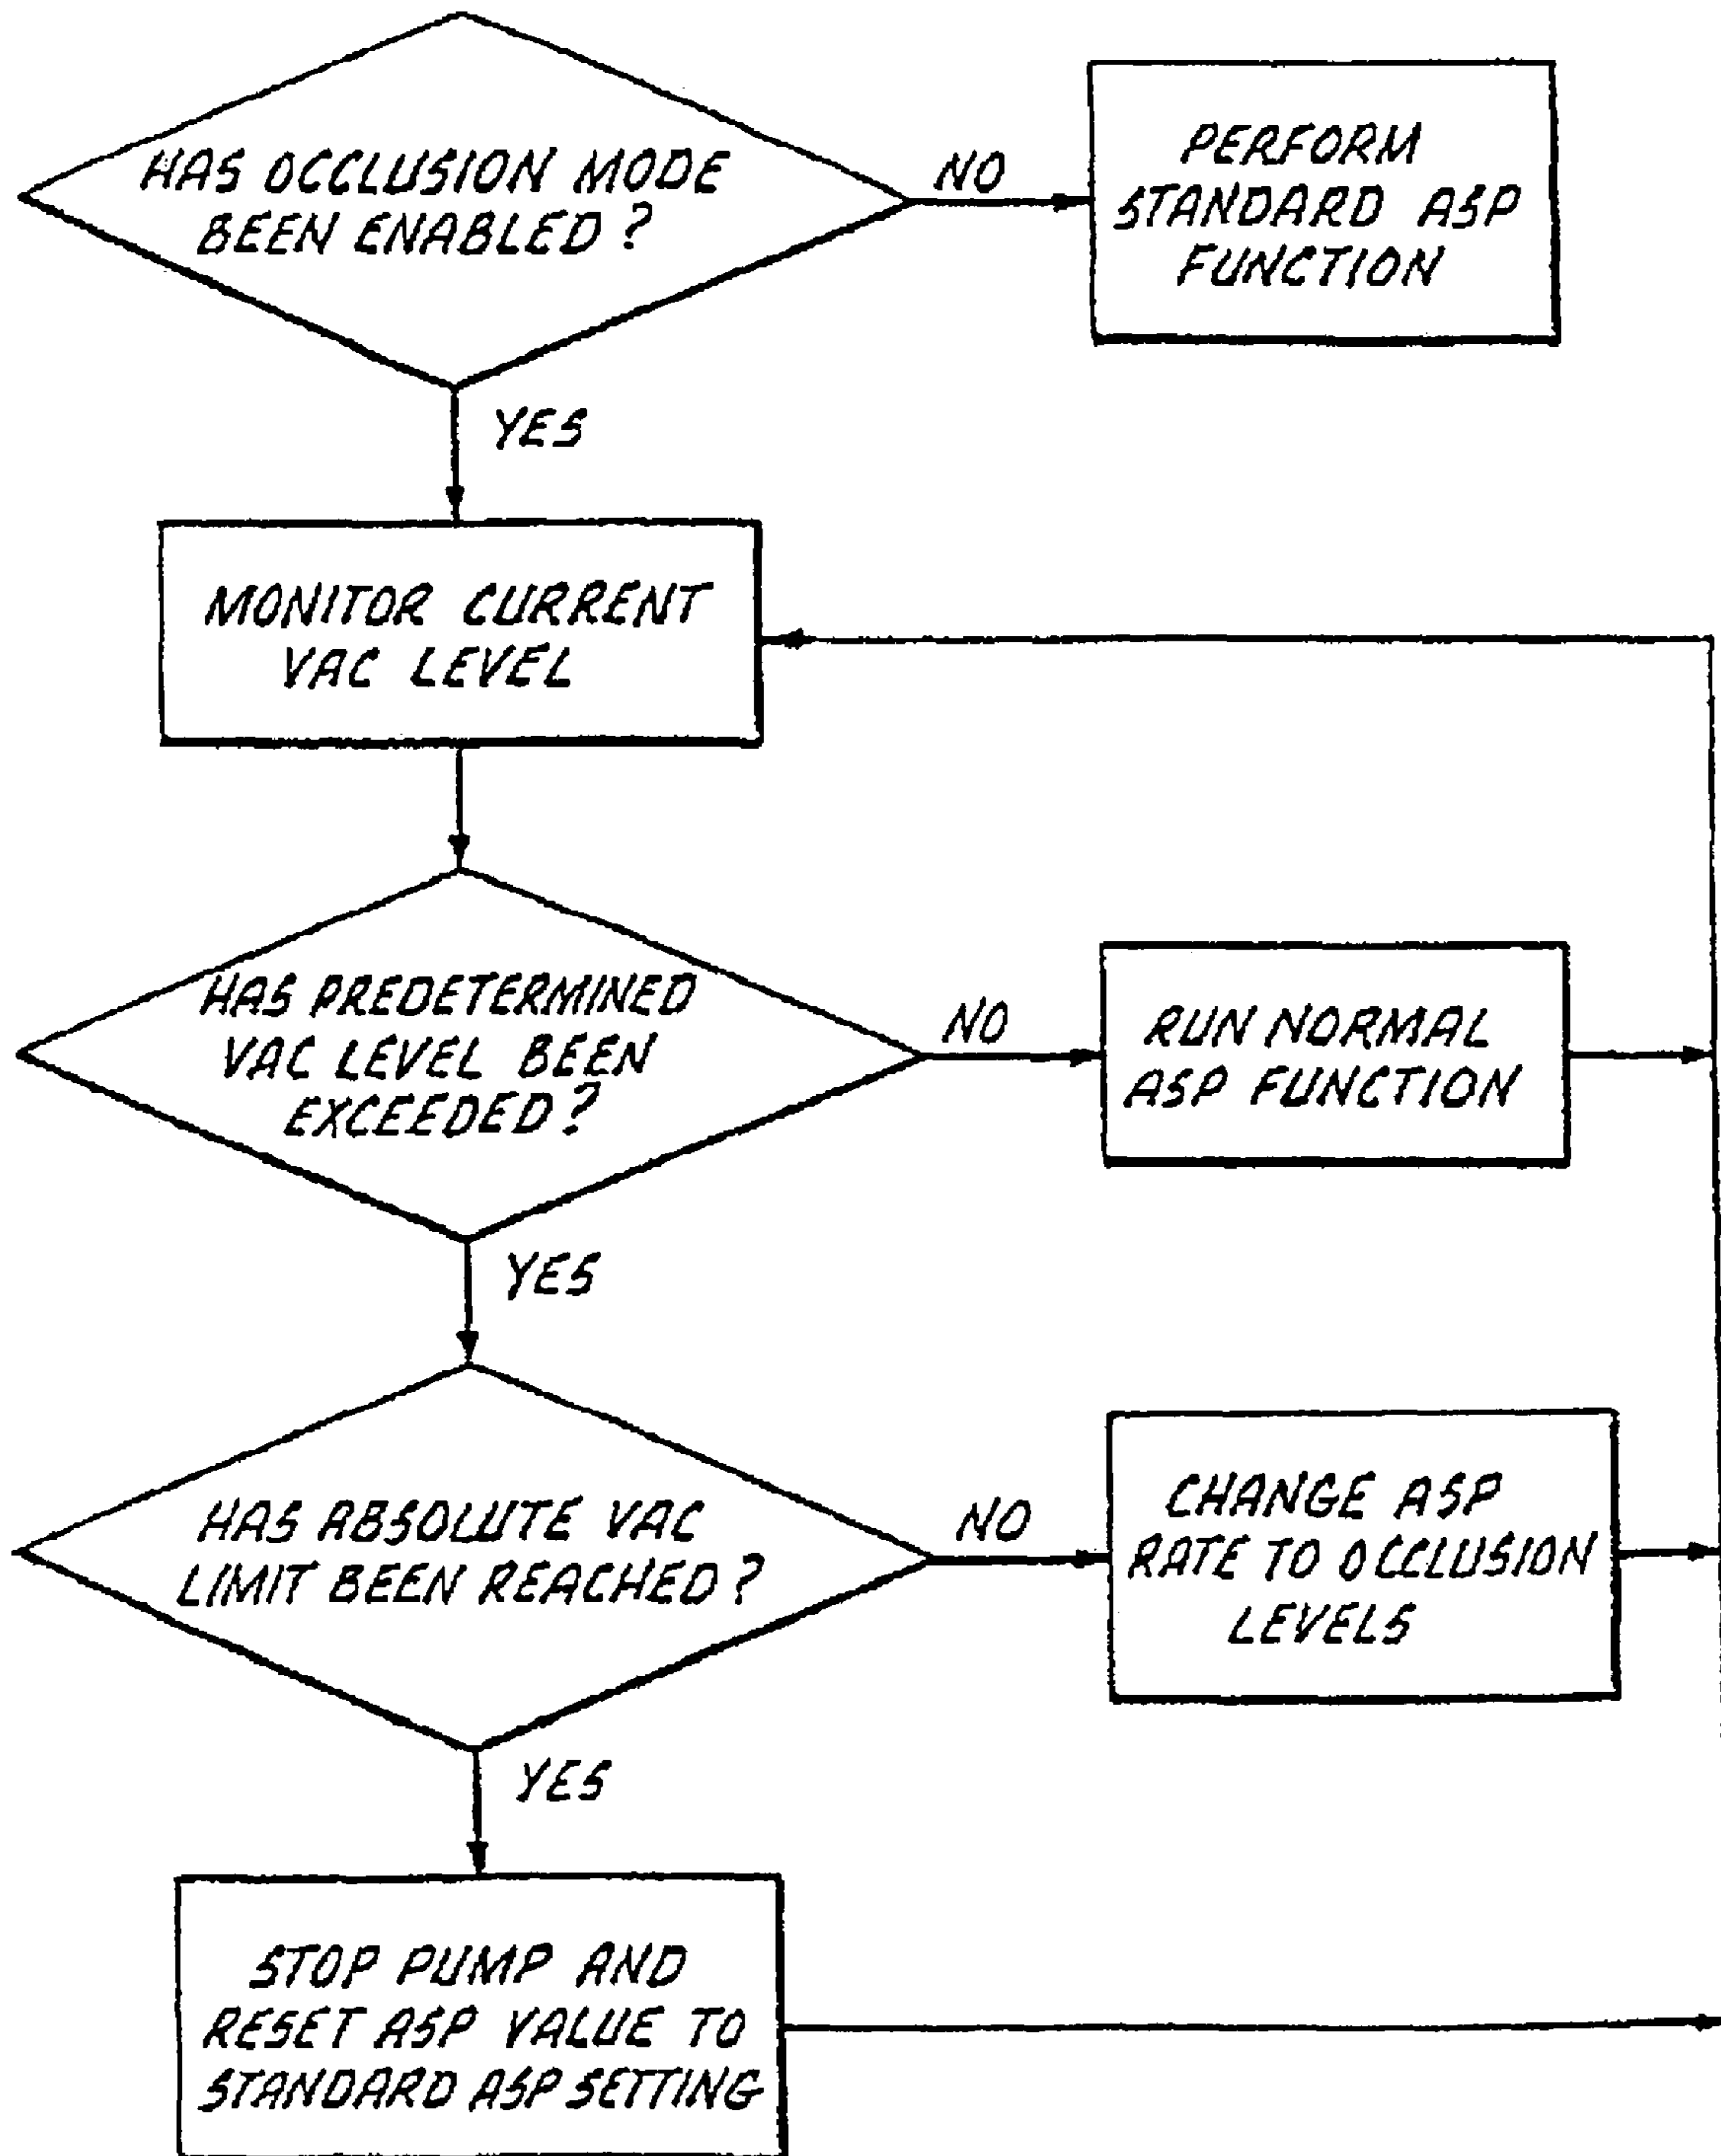 HAS OCCLUSION MODE
BEEN ENABLED?
NO
PERFORM
STANDARD ASP
FUNCTION
YES
MONITOR CURRENT
VAC LEVEL
HAS PREDETERMINED
VAC LEVEL BEEN
EXCEEDED?
NO
RUN NORMAL
ASP FUNCTION
YES
HAS ABSOLUTE VAC
LIMIT BEEN REACHED?
NO
CHANGE ASP
RATE TO OCCLUSION
LEVELS
YES
STOP PUMP AND
RESET ASP VALUE TO
STANDARD ASP SETTING